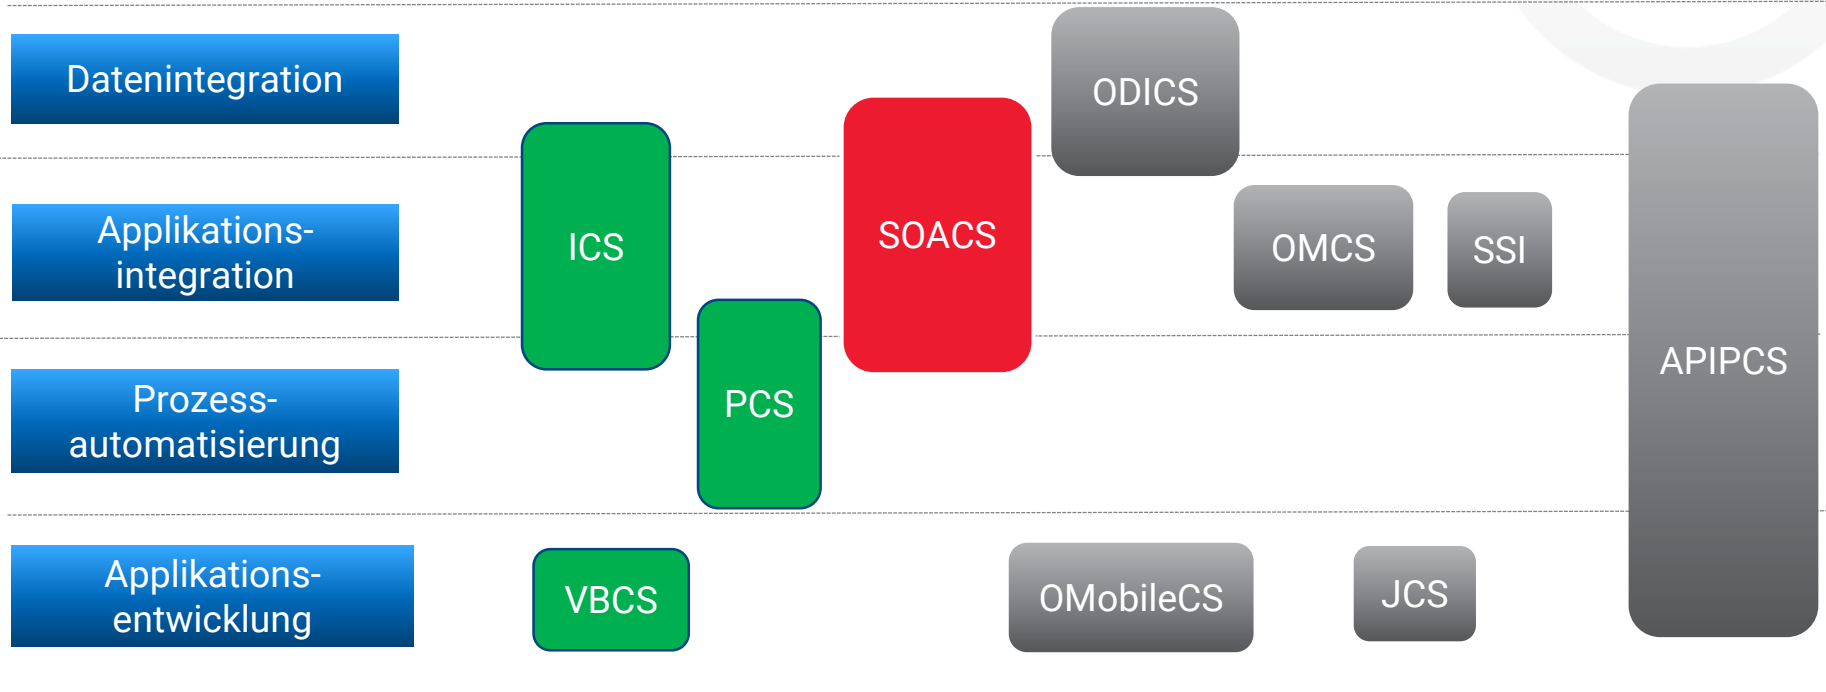 Datenintegration
ODICS
Applikations-
integration
ICS
SOACS
OMCS
SSI
APIPCS
Prozess-
automatisierung
PCS
Applikations-
entwicklung
VBCS
OMobileCS
JCS